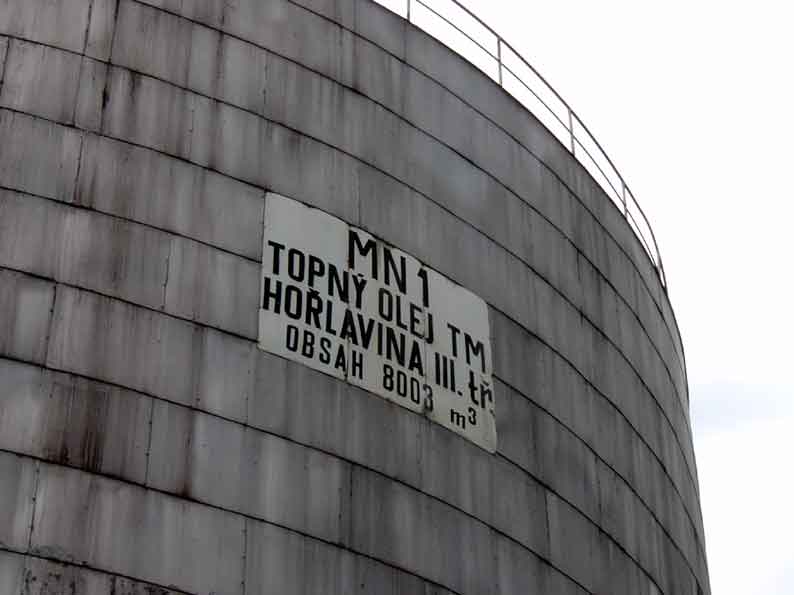 MN 1
TOPNÝ OLEJ TM
HOŘLAVINA III. tř.
OBSAH 8003 m³